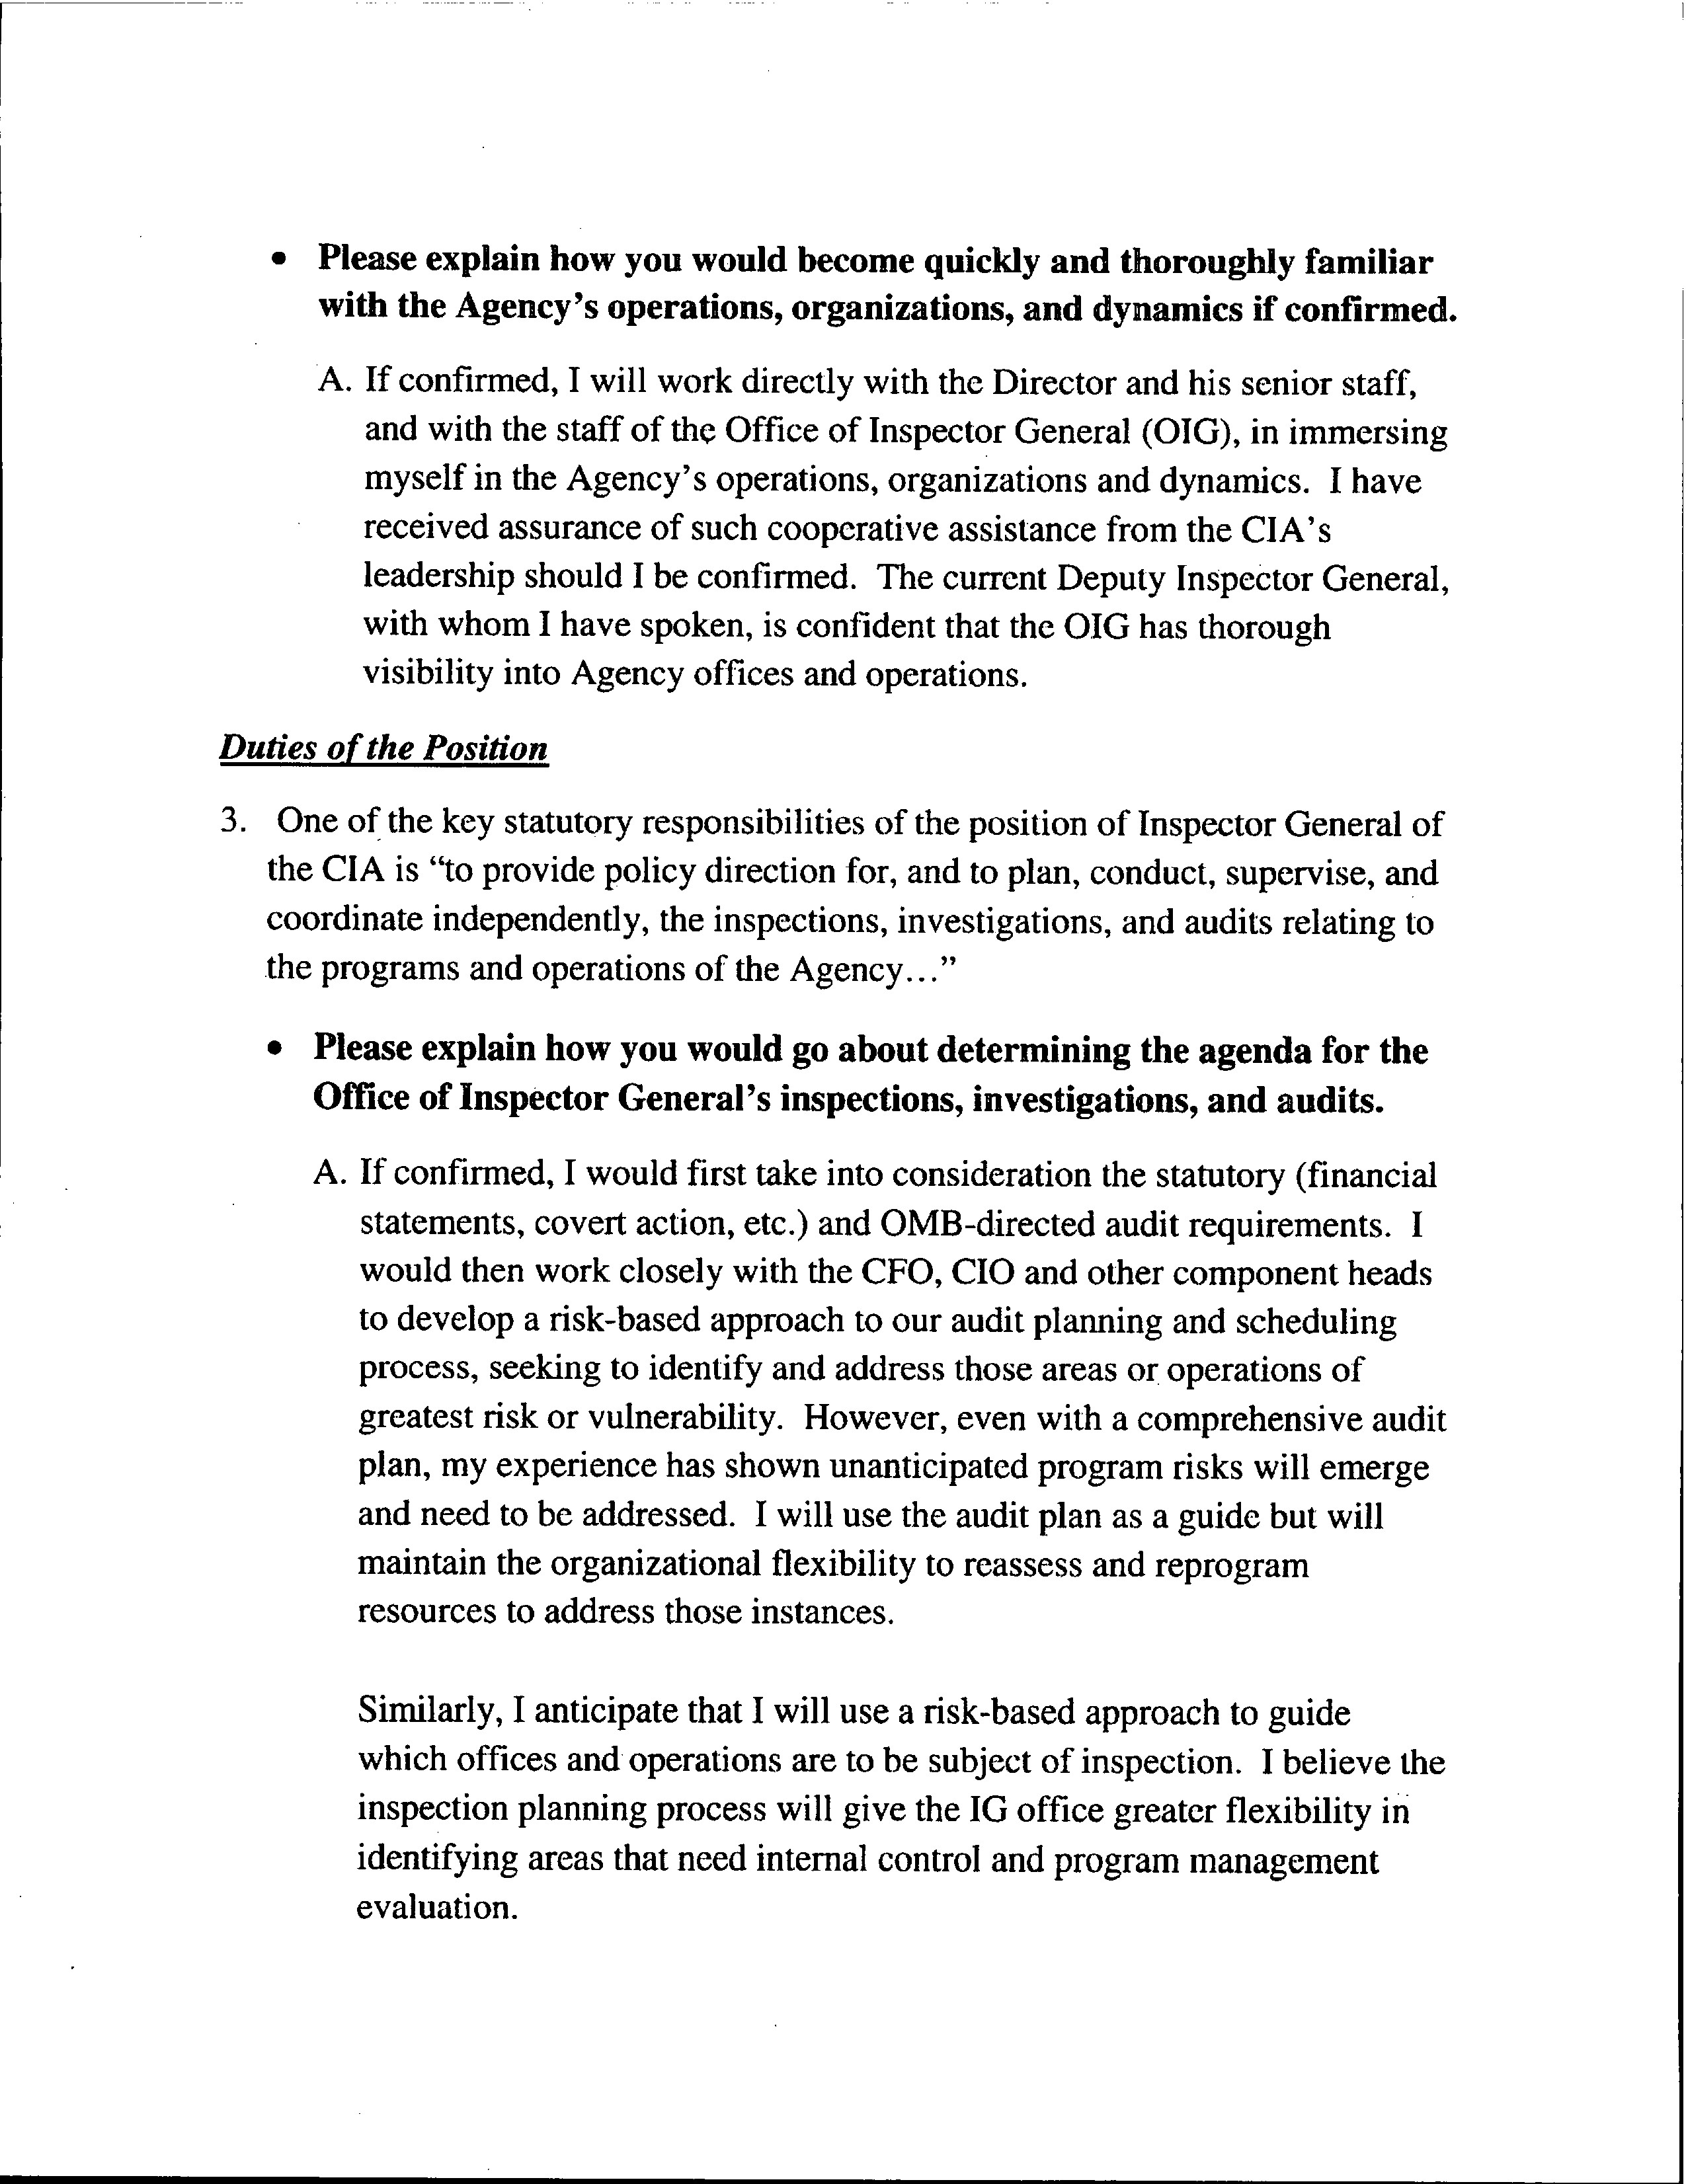 • Please explain how you would become quickly and thoroughly familiar
with the Agency's operations, organizations, and dynamics if confirmed.
A. If confirmed, I will work directly with the Director and his senior staff,
and with the staff of the Office of Inspector General (OIG), in immersing
myself in the Agency's operations, organizations and dynamics.  I have
received assurance of such cooperative assistance from the CIA's
leadership should I be confirmed.  The current Deputy Inspector General,
with whom I have spoken, is confident that the OIG has thorough
visibility into Agency offices and operations.
Duties of the Position
3.  One of the key statutory responsibilities of the position of Inspector General of
the CIA is “to provide policy direction for, and to plan, conduct, supervise, and
coordinate independently, the inspections, investigations, and audits relating to
the programs and operations of the Agency…”
• Please explain how you would go about determining the agenda for the
Office of Inspector General's inspections, investigations, and audits.
A. If confirmed, I would first take into consideration the statutory (financial
statements, covert action, etc.) and OMB-directed audit requirements.  I
would then work closely with the CFO, CIO and other component heads
to develop a risk-based approach to our audit planning and scheduling
process, seeking to identify and address those areas or operations of
greatest risk or vulnerability.  However, even with a comprehensive audit
plan, my experience has shown unanticipated program risks will emerge
and need to be addressed.  I will use the audit plan as a guide but will
maintain the organizational flexibility to reassess and reprogram
resources to address those instances.
Similarly, I anticipate that I will use a risk-based approach to guide
which offices and operations are to be subject of inspection.  I believe the
inspection planning process will give the IG office greater flexibility in
identifying areas that need internal control and program management
evaluation.